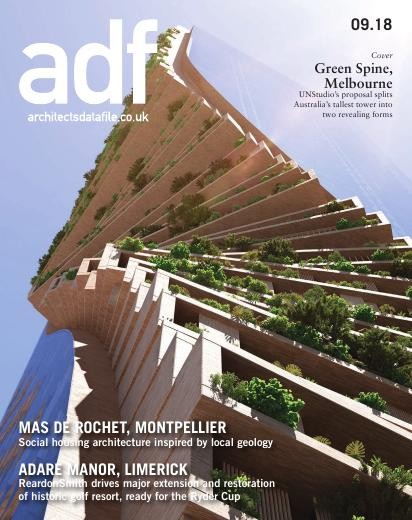 adf
architectsdatafile.co.uk
09.18
Cover
Green Spine,
Melbourne
UNStudio's proposal splits
Australia's tallest tower into
two revealing forms
MAS DE ROCHET, MONTPELLIER
Social housing architecture inspired by local geology
ADARE MANOR, LIMERICK
ReardonSmith drives major extension and restoration
of historic golf resort, ready for the Ryder Cup